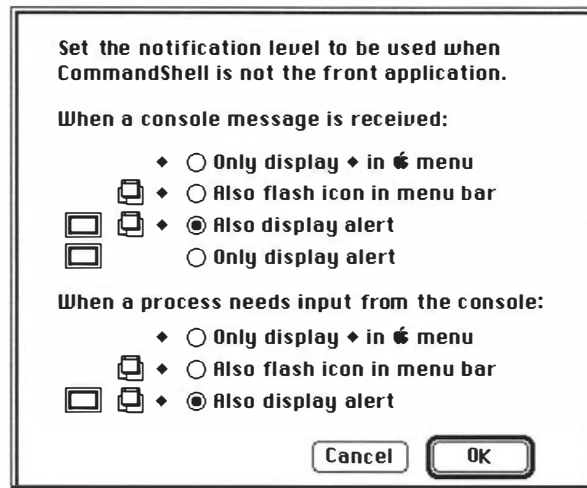 Set the notification level to be used when
CommandShell is not the front application.
When a console message is received:
◆ Only display ◆ in  menu
◆ Also flash icon in menu bar
◆ Also display alert
Only display alert
When a process needs input from the console:
◆ Only display ◆ in  menu
◆ Also flash icon in menu bar
◆ Also display alert
Cancel OK